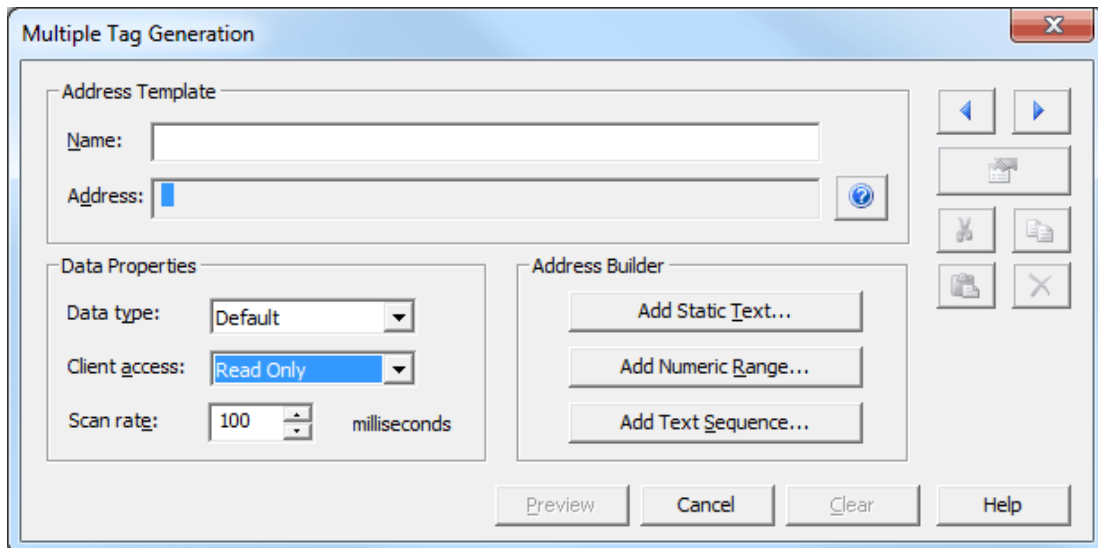 Multiple Tag Generation
Address Template
Name:
Address:
Data Properties
Data type: Default
Client access: Read Only
Scan rate: 100 milliseconds
Address Builder
Add Static Text...
Add Numeric Range...
Add Text Sequence...
Preview Cancel Clear Help